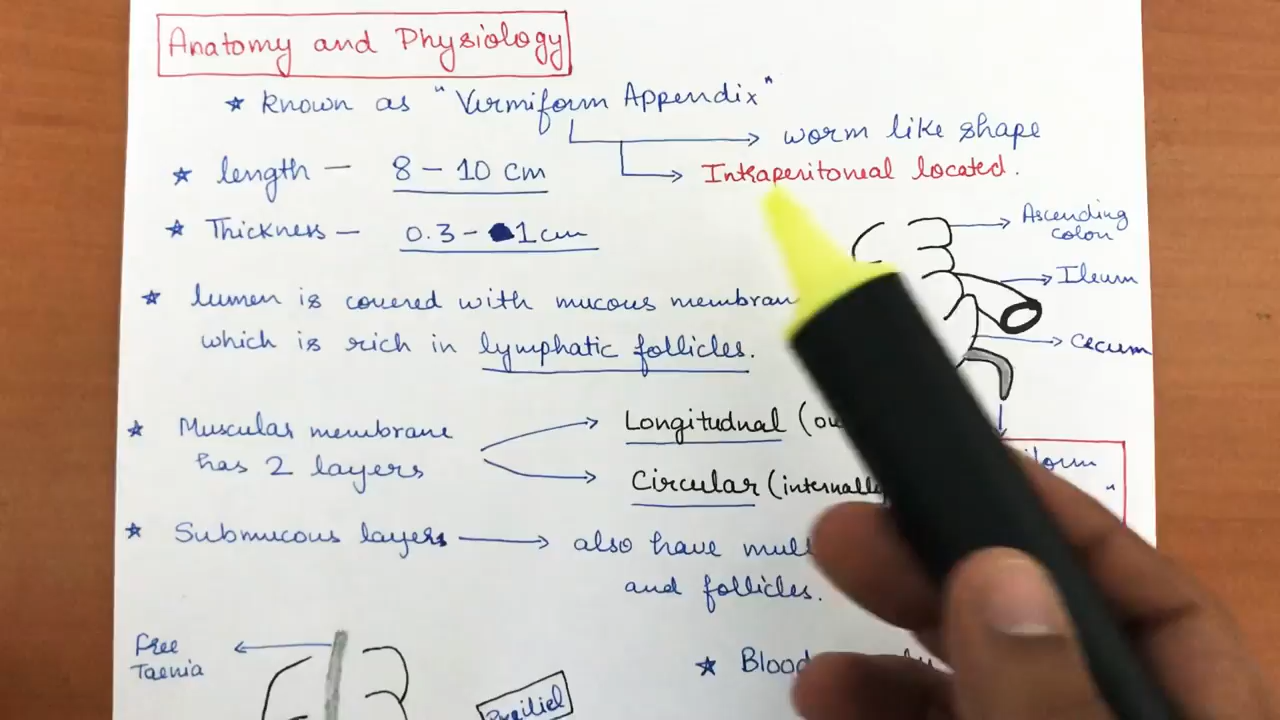 Anatomy and Physiology
★ known as "Vermiform Appendix"
worm like shape
★ length — 8 – 10 cm
Intraperitoneal located.
★ Thickness — 0.3 – 1 cm
Ascending
colon
Ileum
★ lumen is covered with mucous
which is rich in lymphatic follicles.
Cecum
★ Muscular membrane
has 2 layers
Longitudnal
Circular (internally
★ Submucous layers → also have
and follicles.
Free
Taenia
★ Blood